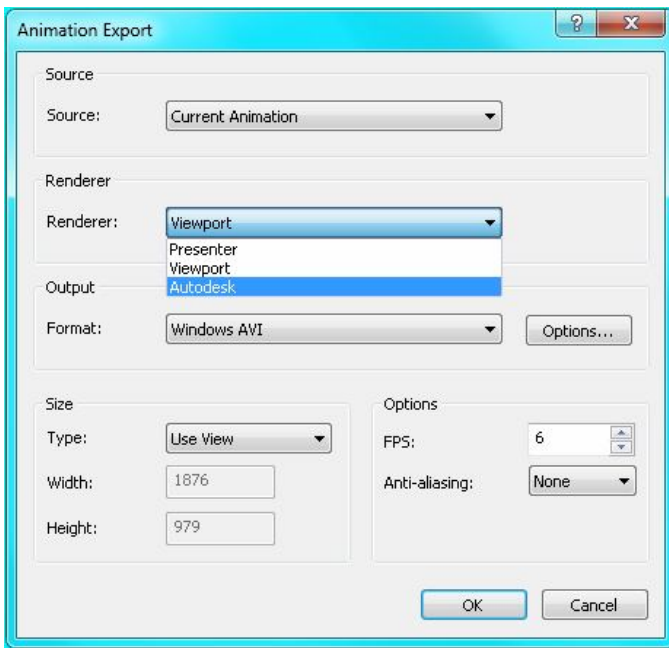 Animation Export
Source
Source: Current Animation
Renderer
Renderer: Viewport
Presenter
Viewport
Autodesk
Output
Format: Windows AVI Options...
Size
Type: Use View
Width: 1876
Height: 979
Options
FPS: 6
Anti-aliasing: None
OK Cancel